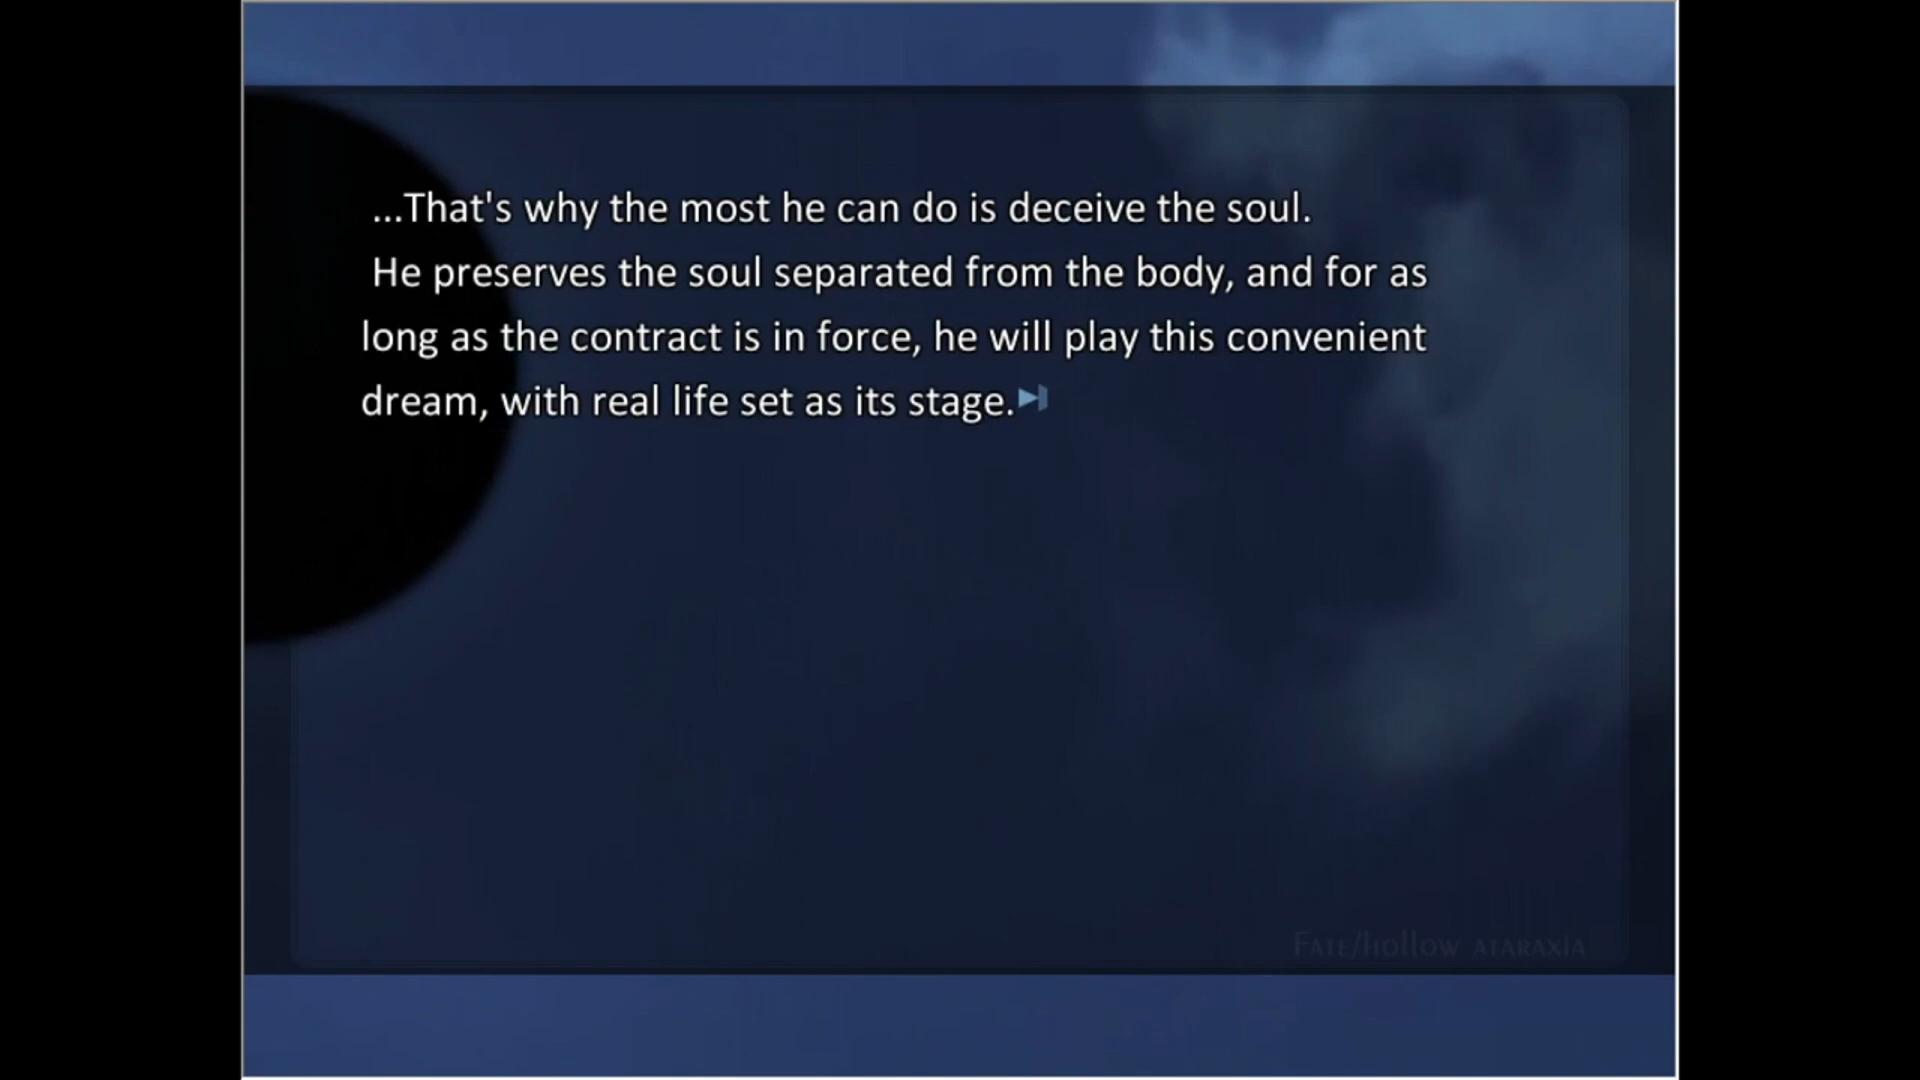 ...That's why the most he can do is deceive the soul.
He preserves the soul separated from the body, and for as
long as the contract is in force, he will play this convenient
dream, with real life set as its stage.
Fate/hollow ataraxia